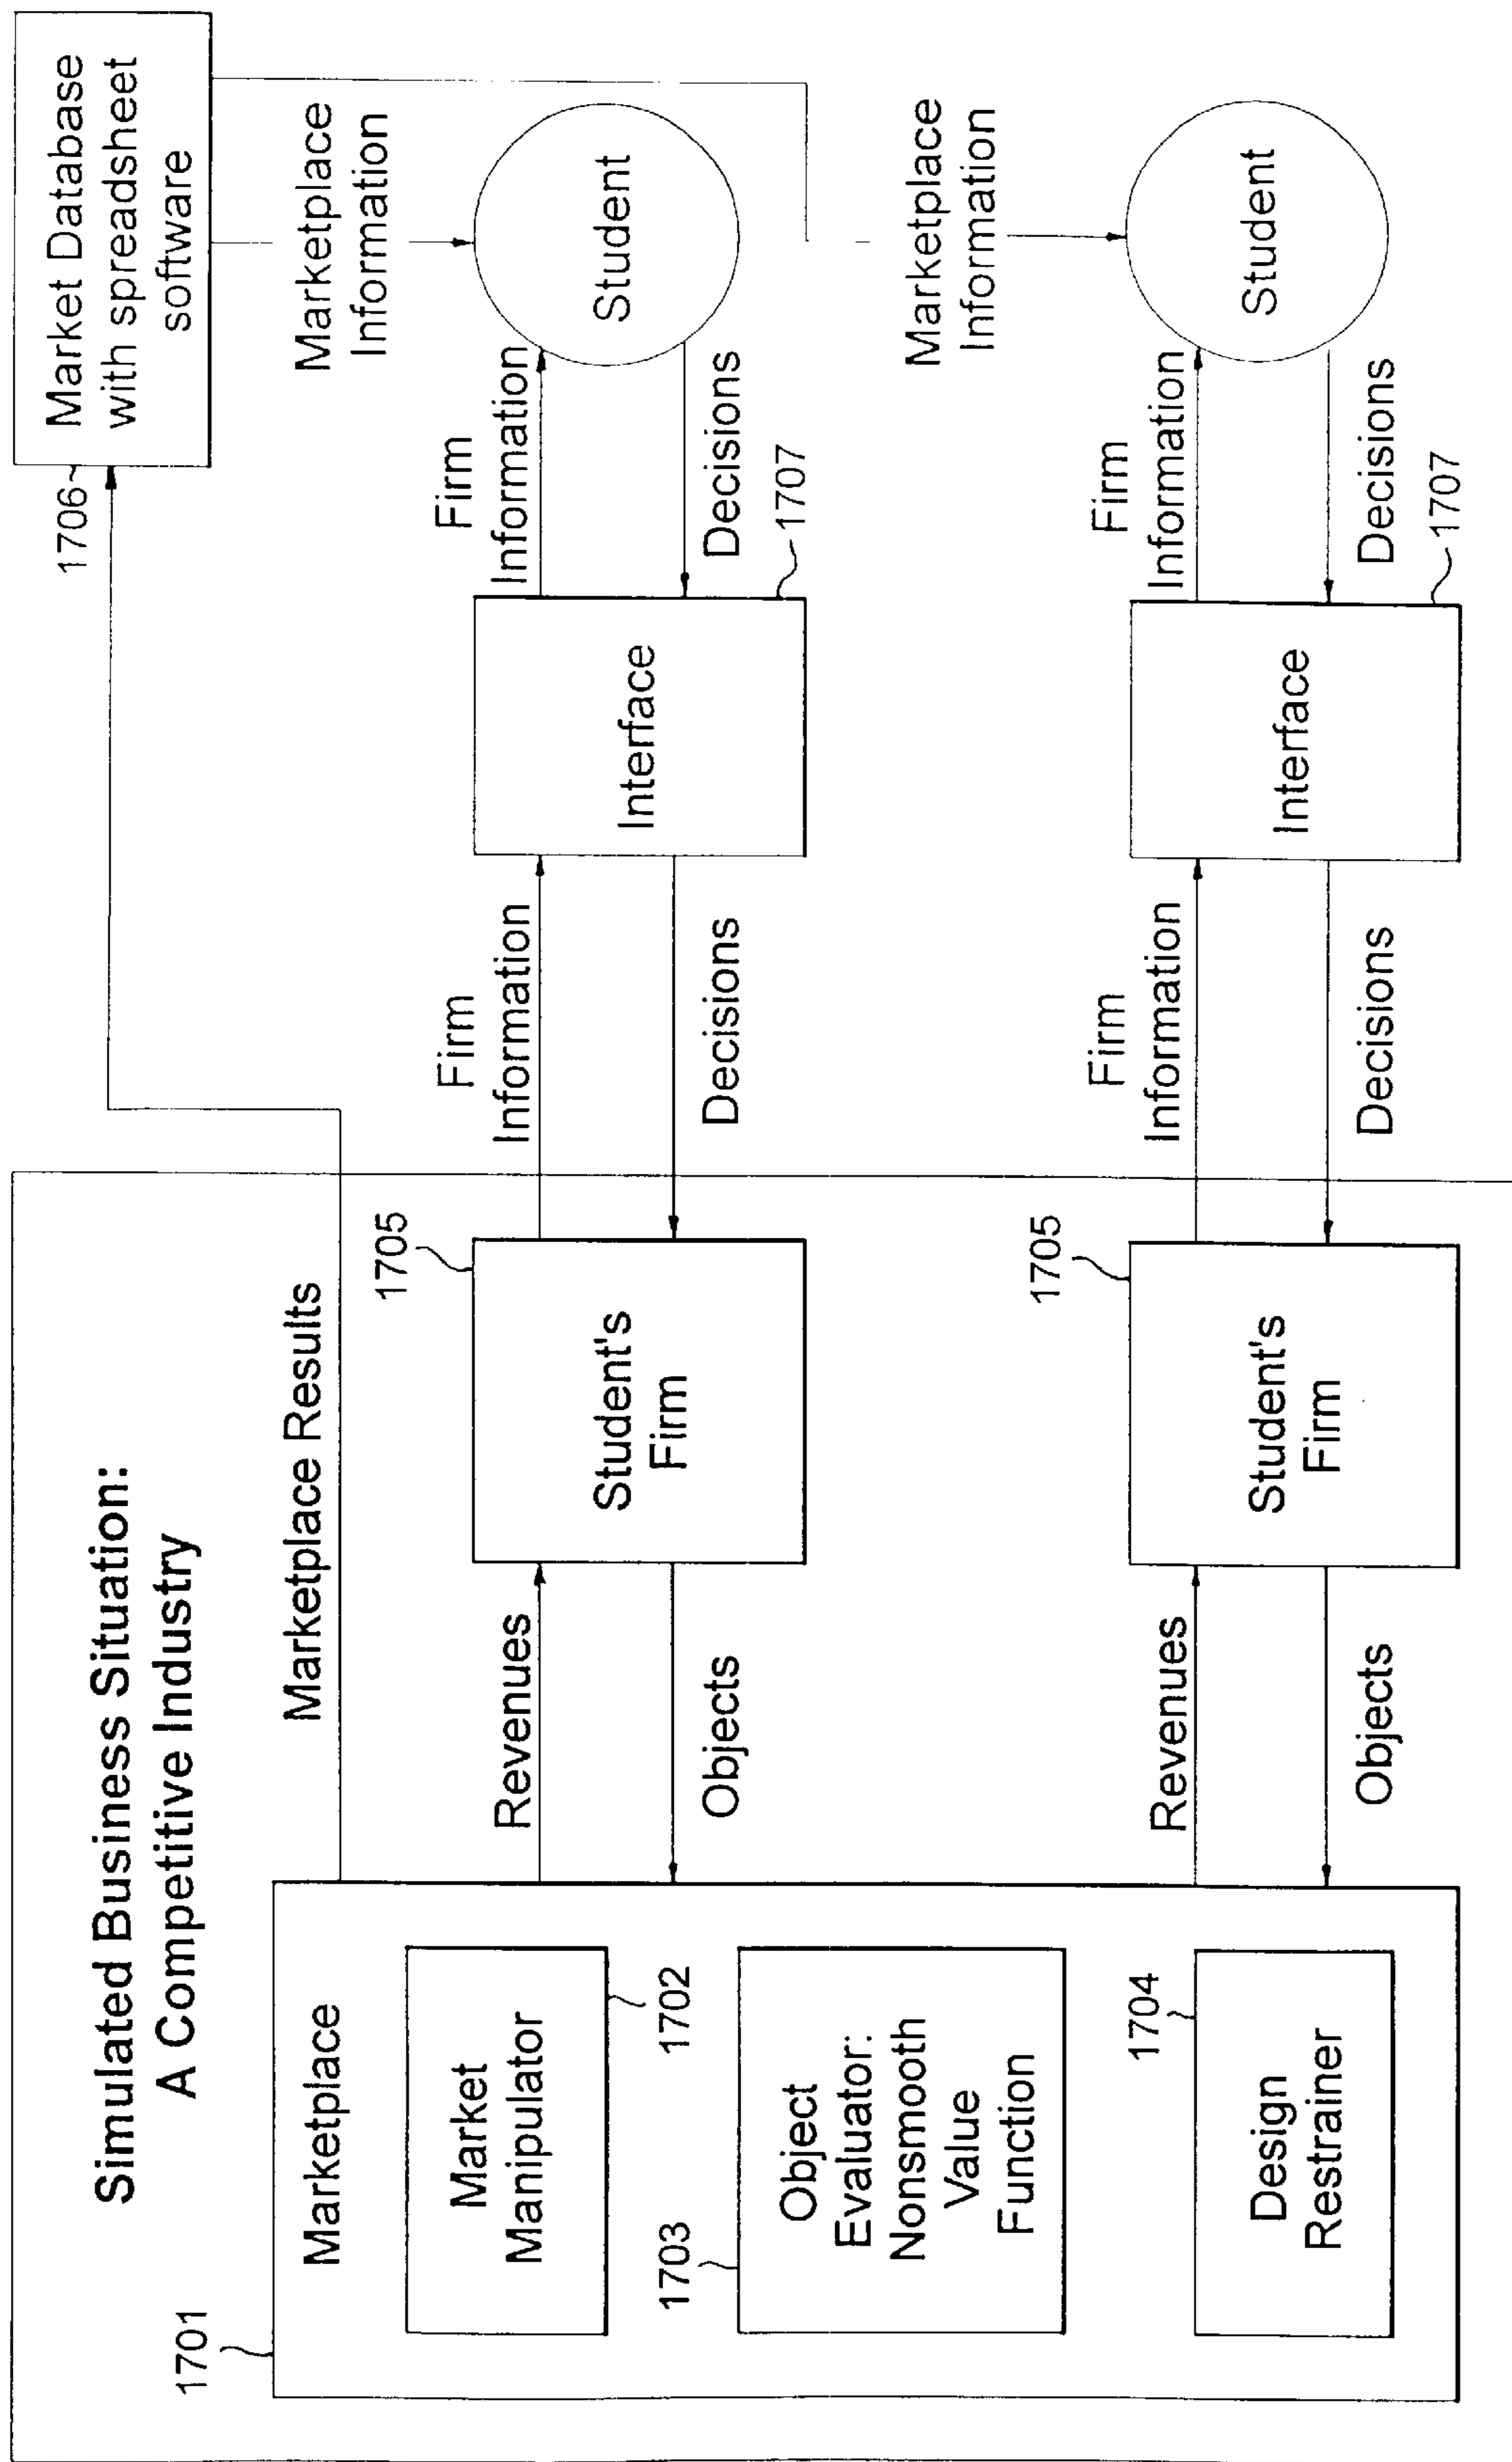 Simulated Business Situation:
A Competitive Industry
1701
Marketplace
Market
Manipulator
1702
1703
Object
Evaluator:
Nonsmooth
Value
Function
1704
Design
Restrainer
Marketplace Results
Revenues
Objects
1705
Student's
Firm
Firm
Information
Decisions
Interface
1707
Firm
Information
Decisions
Student
1706
Market Database
with spreadsheet
software
Marketplace
Information
Revenues
Objects
1705
Student's
Firm
Firm
Information
Decisions
Interface
1707
Firm
Information
Decisions
Student
Marketplace
Information